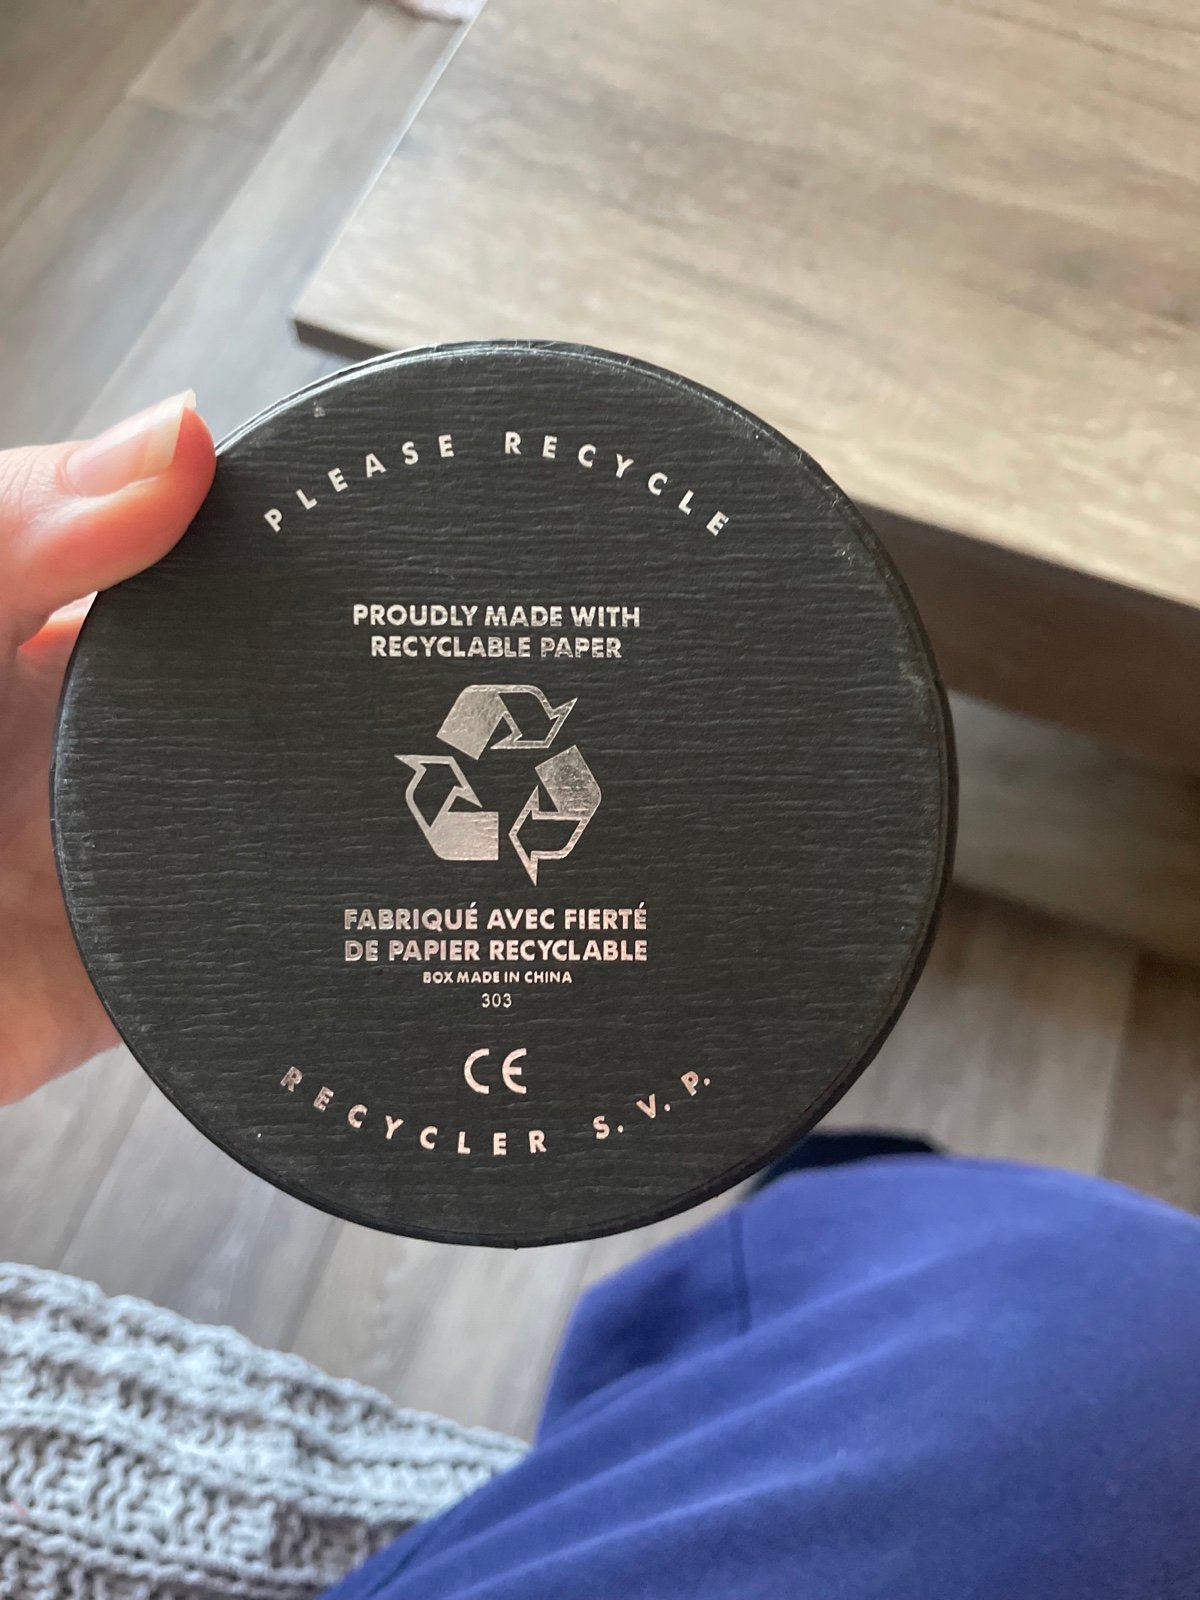 PLEASE RECYCLE
PROUDLY MADE WITH
RECYCLABLE PAPER
FABRIQUÉ AVEC FIERTÉ
DE PAPIER RECYCLABLE
BOX MADE IN CHINA
303
CE
RECYCLER S.V.P.